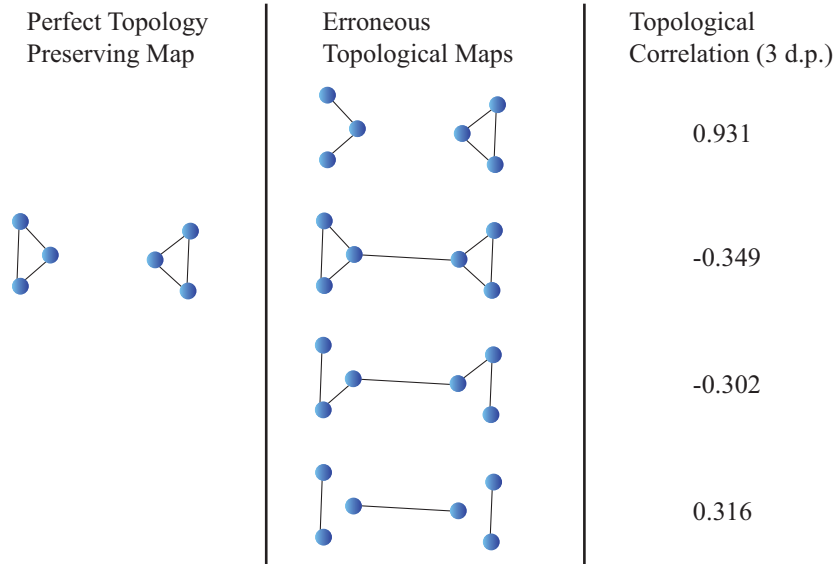 Perfect Topology
Preserving Map
Erroneous
Topological Maps
Topological
Correlation (3 d.p.)
0.931
-0.349
-0.302
0.316